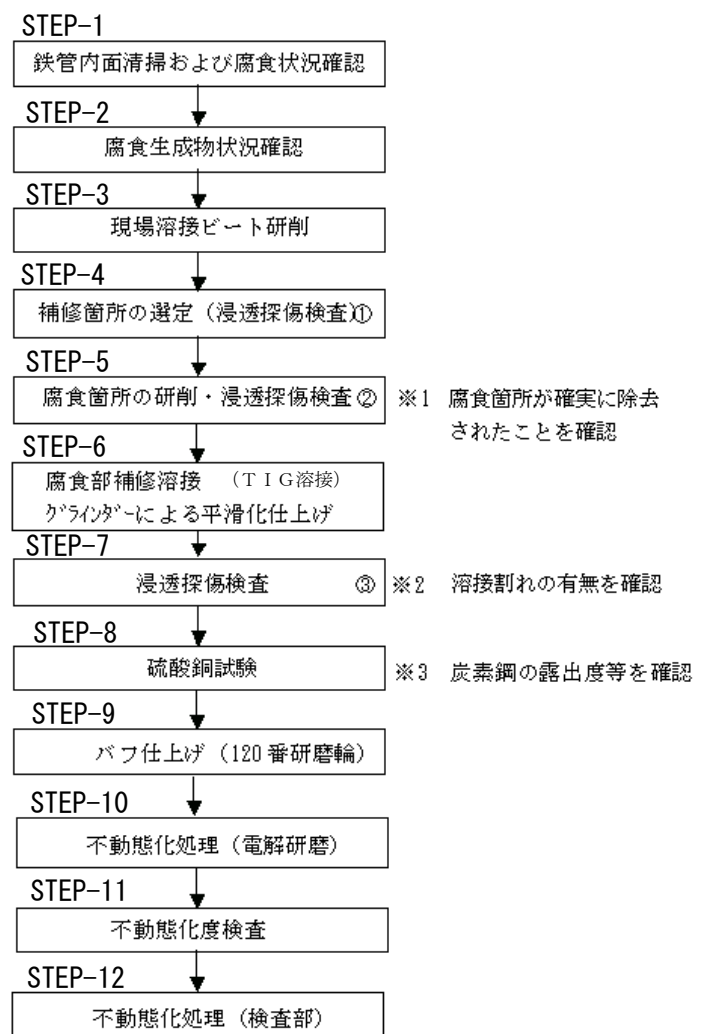 STEP-1
鉄管内面清掃および腐食状況確認
STEP-2
腐食生成物状況確認
STEP-3
現場溶接ビート研削
STEP-4
補修箇所の選定（浸透探傷検査)①
STEP-5
腐食箇所の研削・浸透探傷検査②
※1 腐食箇所が確実に除去
されたことを確認
STEP-6
腐食部補修溶接 （ＴＩＧ溶接）
ｸﾞﾗｲﾝﾀﾞｰによる平滑化仕上げ
STEP-7
浸透探傷検査 ③
※2 溶接割れの有無を確認
STEP-8
硫酸銅試験
※3 炭素鋼の露出度等を確認
STEP-9
バフ仕上げ（120番研磨輪）
STEP-10
不動態化処理（電解研磨）
STEP-11
不動態化度検査
STEP-12
不動態化処理（検査部）